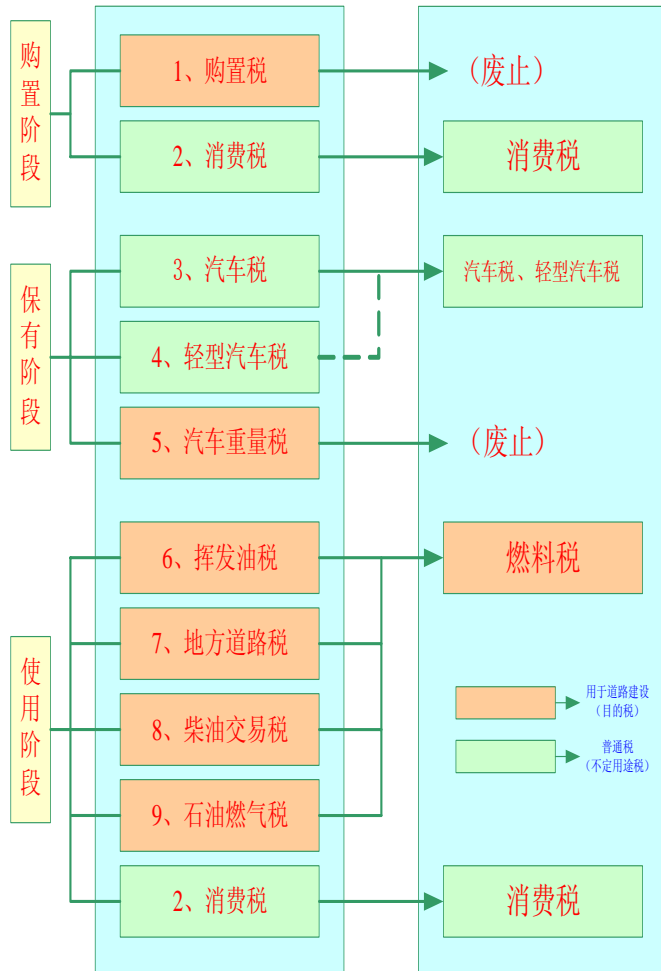 购置阶段
1、购置税
（废止）
2、消费税
消费税
保有阶段
3、汽车税
汽车税、轻型汽车税
4、轻型汽车税
5、汽车重量税
（废止）
使用阶段
6、挥发油税
燃料税
7、地方道路税
8、柴油交易税
9、石油燃气税
2、消费税
消费税
用于道路建设
（目的税）
普通税
（不定用途税）